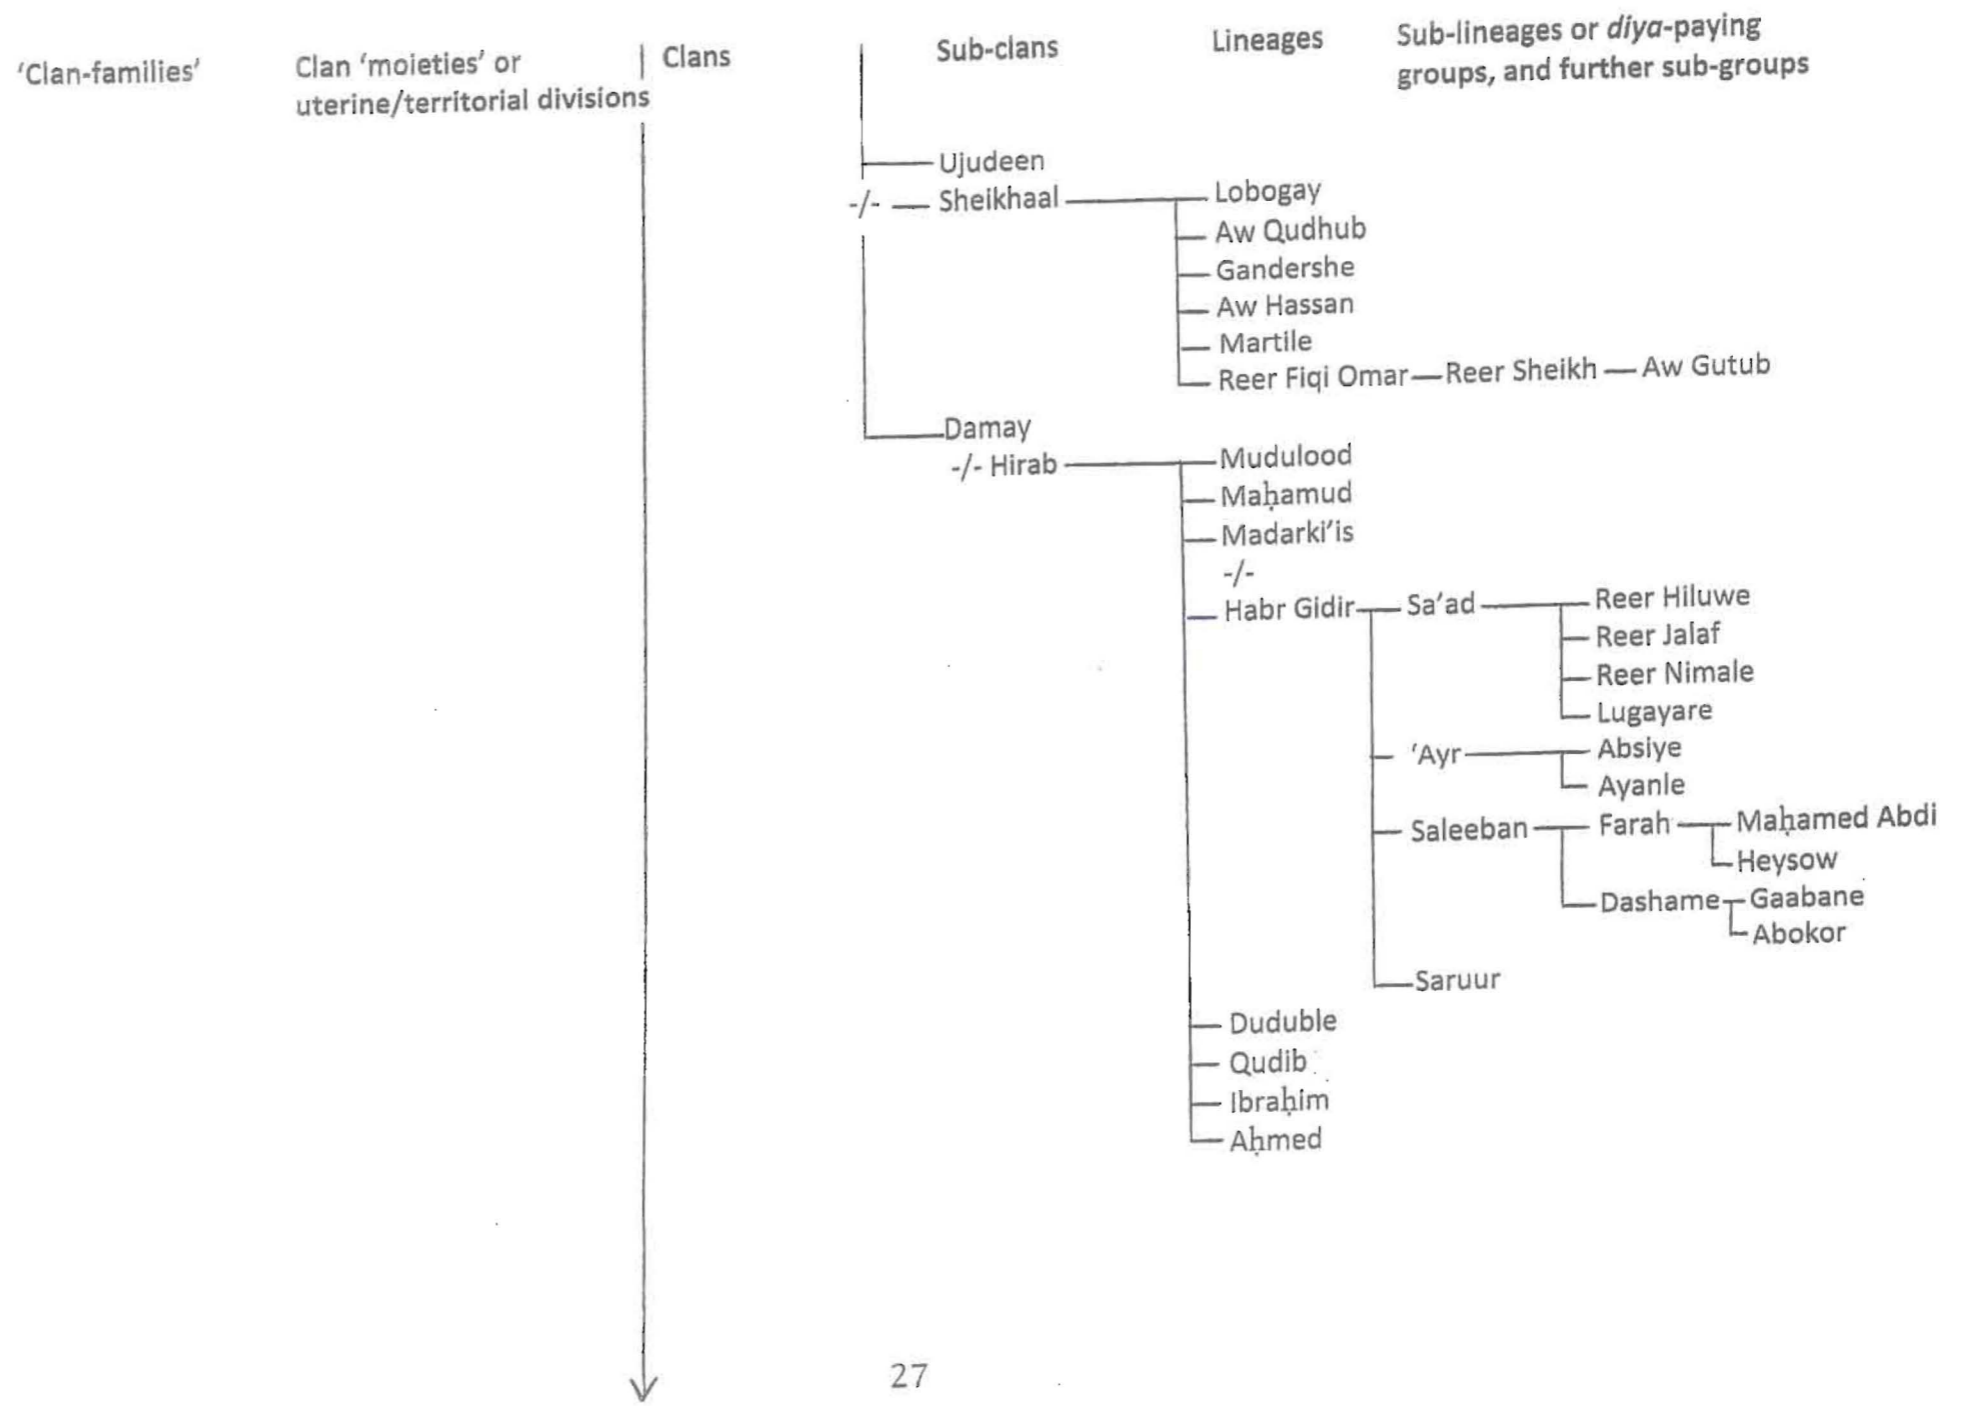 ‘Clan-families’
Clan ‘moieties’ or
uterine/territorial divisions
Clans
Sub-clans
Lineages
Sub-lineages or diya-paying
groups, and further sub-groups
Ujudeen
-/- Sheikhaal
Lobogay
Aw Qudhub
Gandershe
Aw Hassan
Martile
Reer Fiqi Omar Reer Sheikh Aw Gutub
Damay
-/- Hirab
Mudulood
Maḥamud
Madarki’is
-/-
Habr Gidir
Sa’ad
Reer Hiluwe
Reer Jalaf
Reer Nimale
Lugayare
‘Ayr
Absiye
Ayanle
Saleeban
Farah
Maḥamed Abdi
Heysow
Dashame
Gaabane
Abokor
Saruur
Duduble
Qudib
Ibraḥim
Aḥmed
27